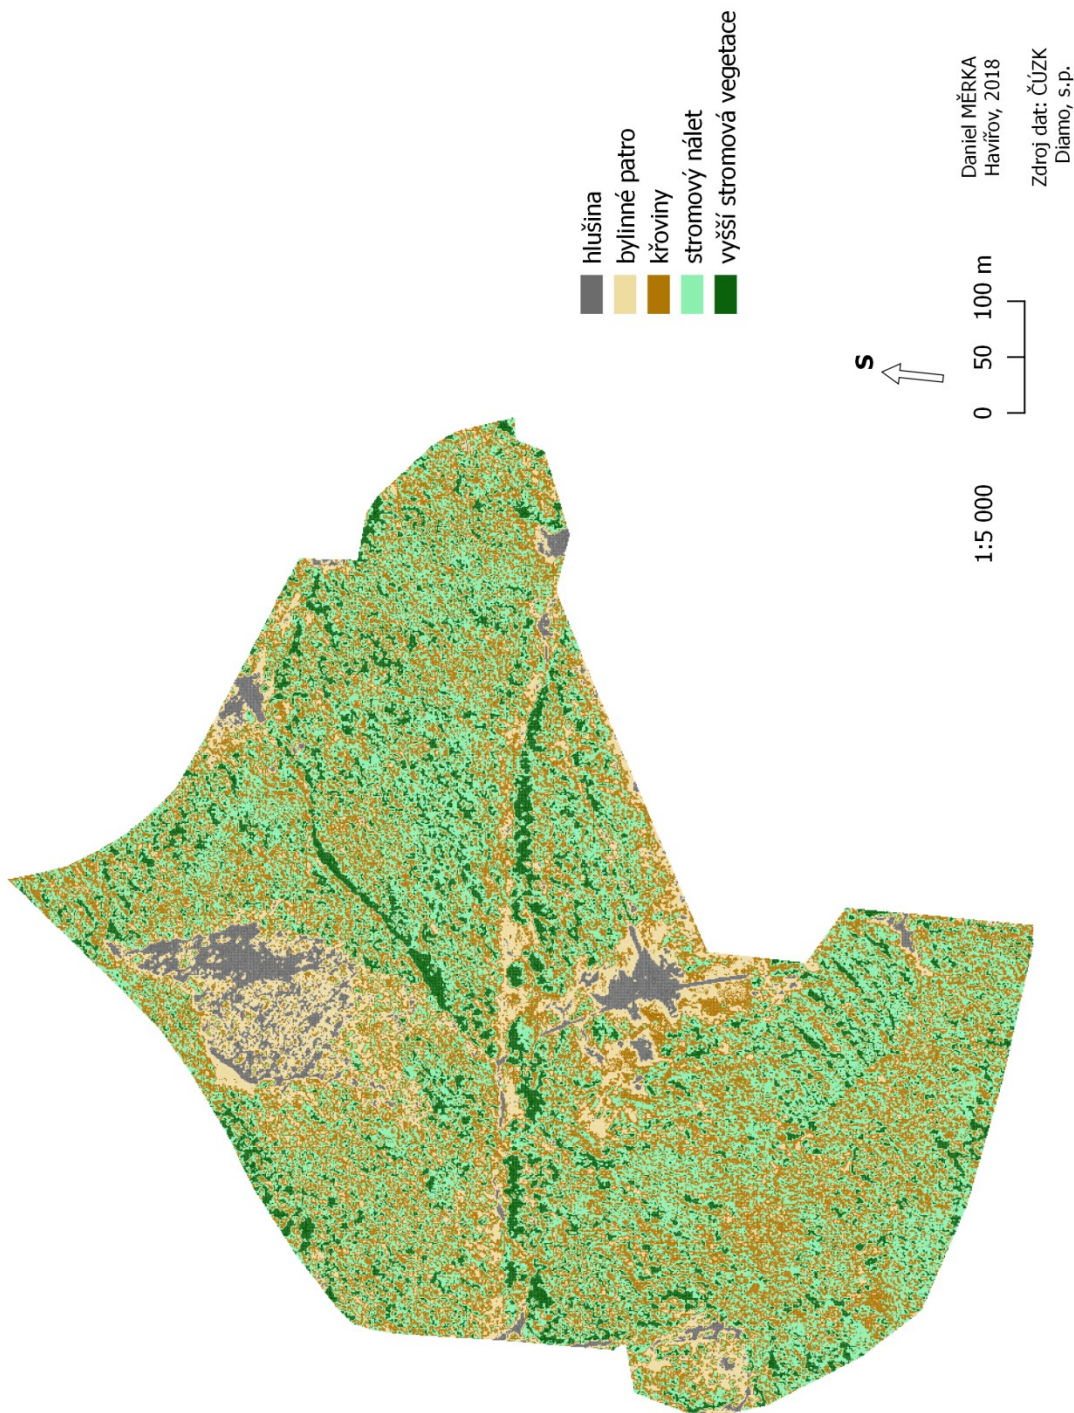 hlušina
bylinné patro
křoviny
stromový nálet
vyšší stromová vegetace
S
1:5 000
0 50 100 m
Daniel MĚRKA
Havířov, 2018
Zdroj dat: ČÚZK
Diamo, s.p.